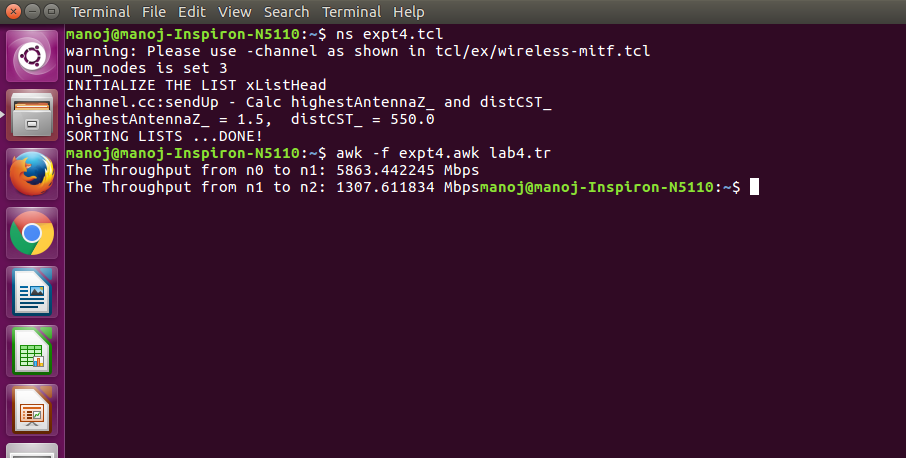 Terminal File Edit View Search Terminal Help
manoj@manoj-Inspiron-N5110:~$ ns expt4.tcl
warning: Please use -channel as shown in tcl/ex/wireless-mitf.tcl
num_nodes is set 3
INITIALIZE THE LIST xListHead
channel.cc:sendUp - Calc highestAntennaZ_ and distCST_
highestAntennaZ_ = 1.5,  distCST_ = 550.0
SORTING LISTS ...DONE!
manoj@manoj-Inspiron-N5110:~$ awk -f expt4.awk lab4.tr
The Throughput from n0 to n1: 5863.442245 Mbps
The Throughput from n1 to n2: 1307.611834 Mbpsmanoj@manoj-Inspiron-N5110:~$